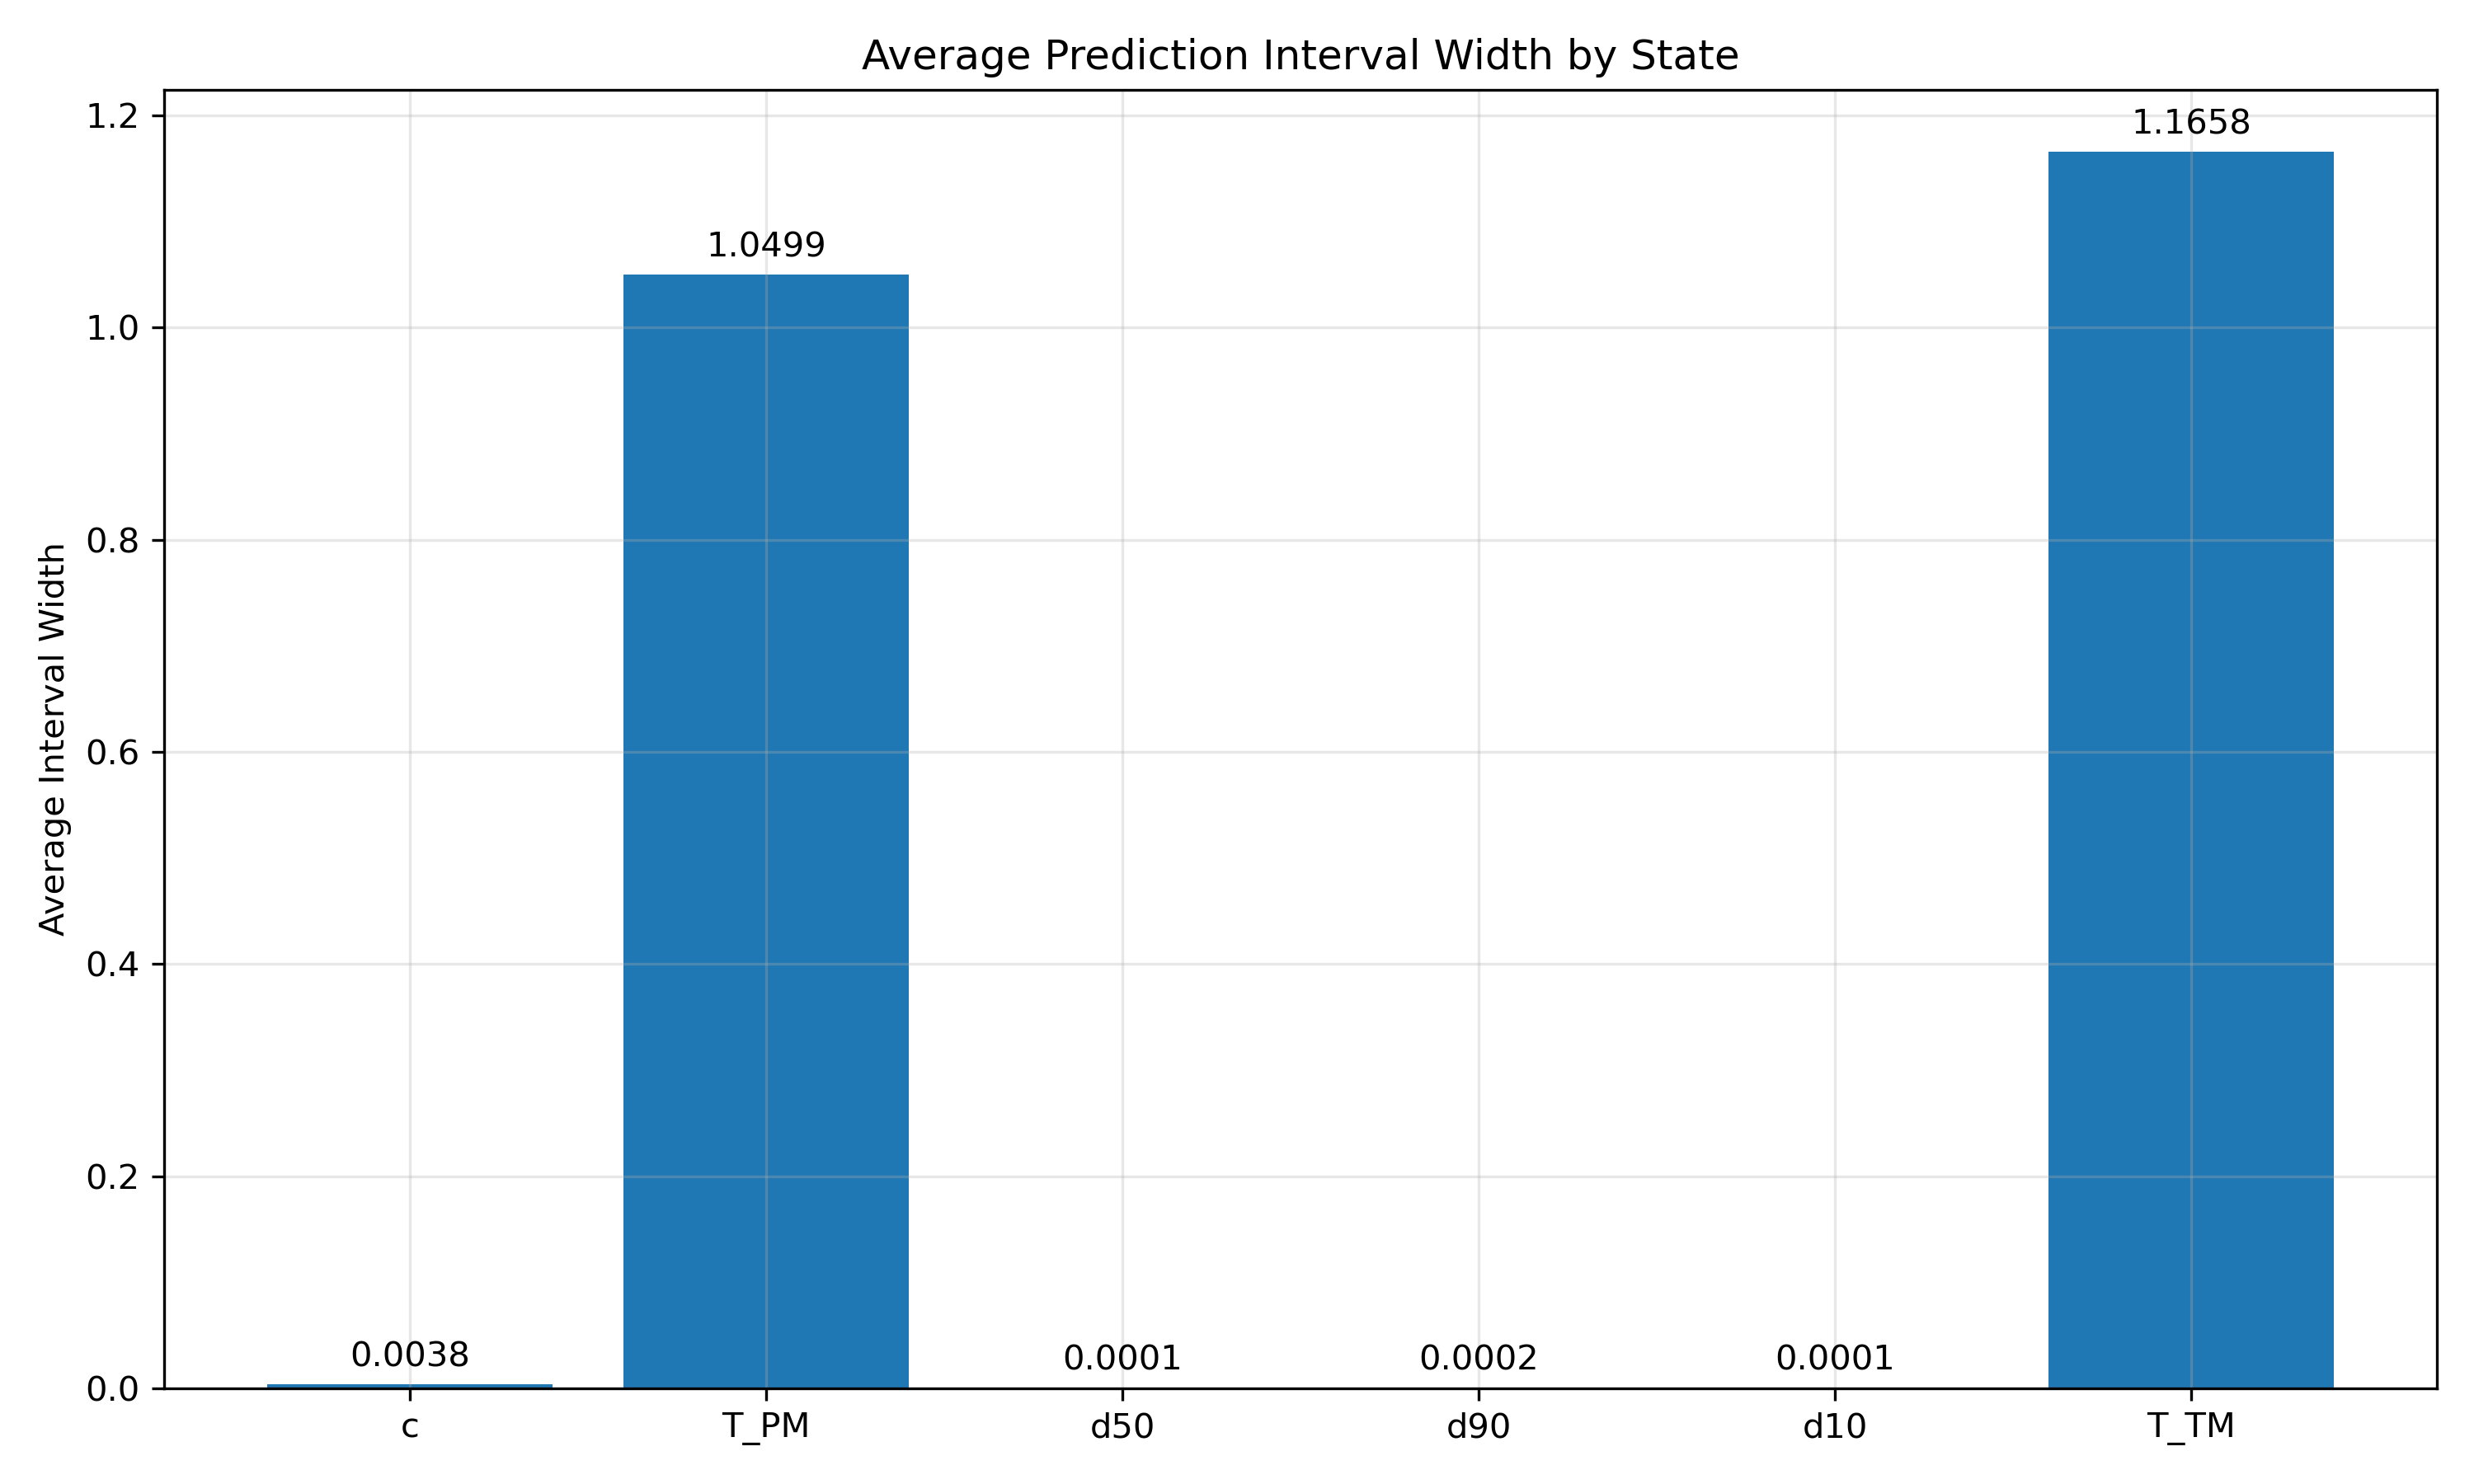 Average Prediction Interval Width by State
Average Interval Width
1.2
1.0
0.8
0.6
0.4
0.2
0.0
0.0038
1.0499
0.0001
0.0002
0.0001
1.1658
c
T_PM
d50
d90
d10
T_TM